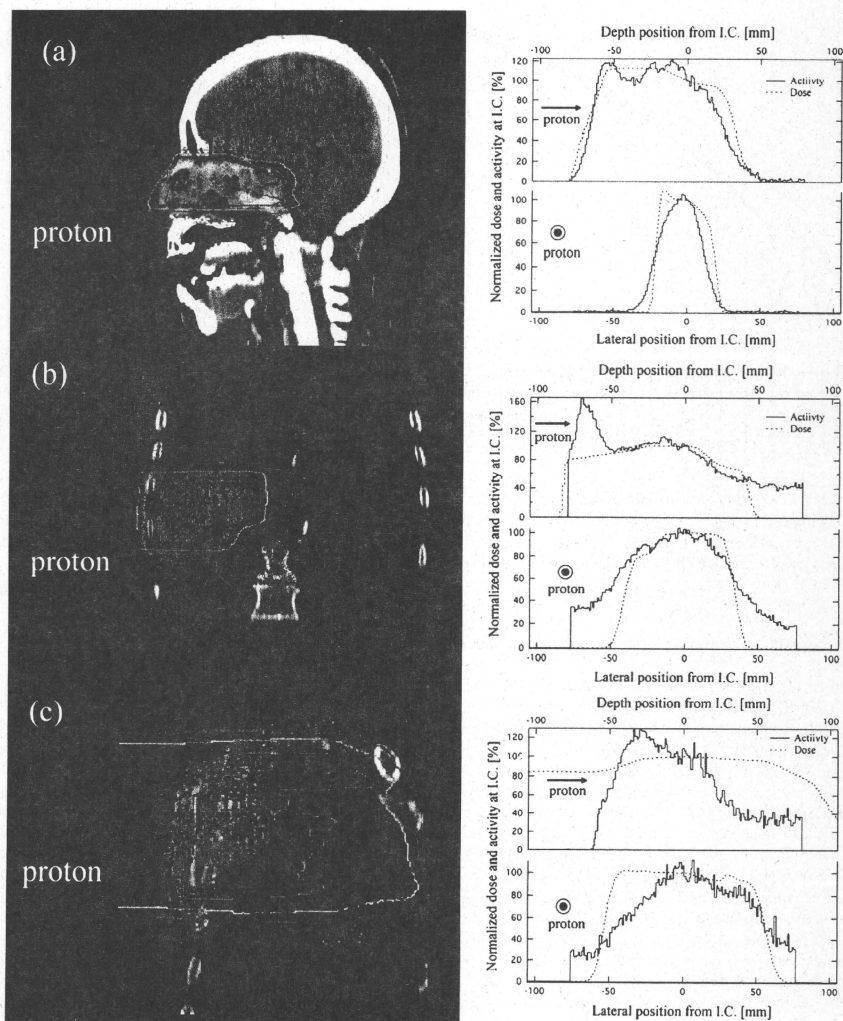 (a)
proton
Depth position from I.C. [mm]
-100 -50 0 50 100
Normalized dose and activity at I.C. [%]
120
100
80
60
40
20
0
Actiivty
Dose
proton
100
80
60
40
20
0
proton
-100 -50 0 50 100
Lateral position from I.C. [mm]
(b)
proton
Depth position from I.C. [mm]
-100 -50 0 50 100
Normalized dose and activity at I.C. [%]
160
120
80
40
0
Actiivty
Dose
proton
100
80
60
40
20
0
proton
-100 -50 0 50 100
Lateral position from I.C. [mm]
(c)
proton
Depth position from I.C. [mm]
-100 -50 0 50 100
Normalized dose and activity at I.C. [%]
120
100
80
60
40
20
0
Actiivty
Dose
proton
100
80
60
40
20
0
proton
-100 -50 0 50 100
Lateral position from I.C. [mm]